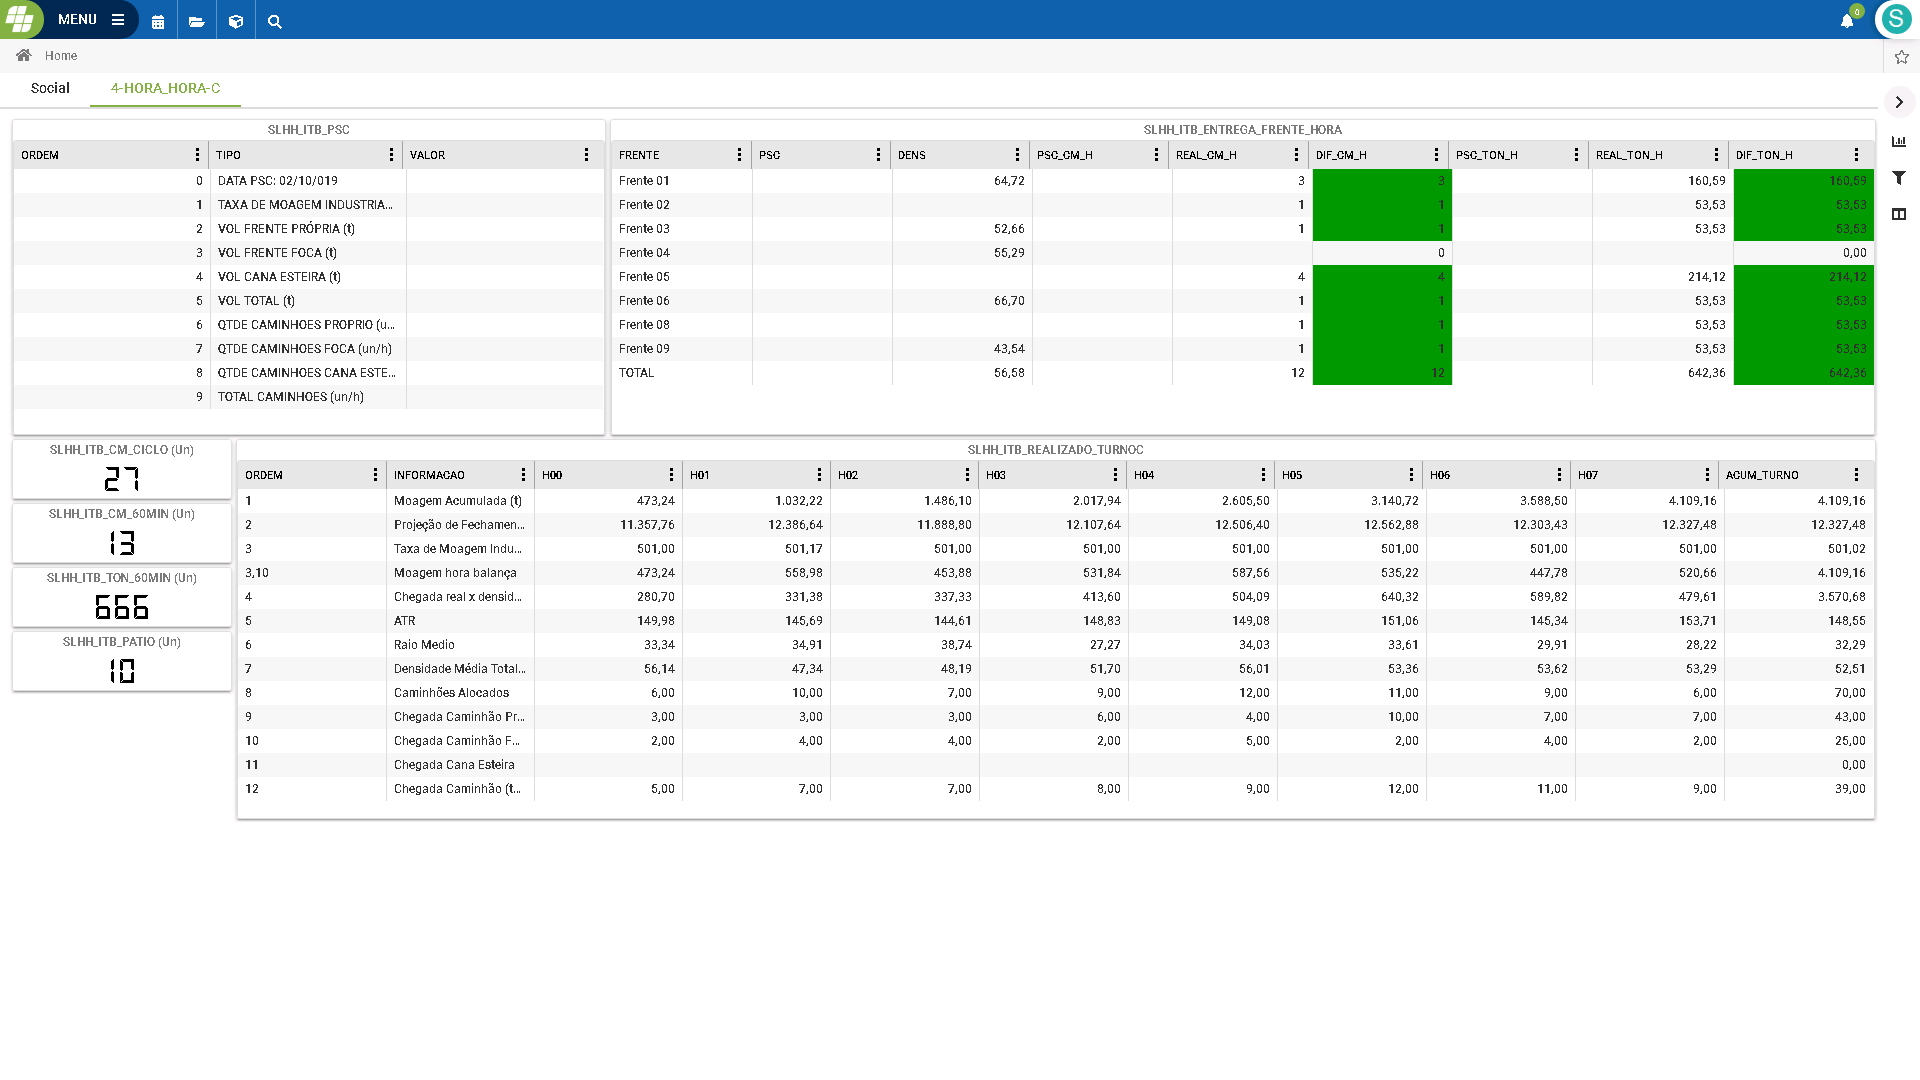 MENU
0
S
Home
Social 4-HORA_HORA-C
SLHH_ITB_PSC
ORDEM TIPO VALOR
0 DATA PSC: 02/10/019
1 TAXA DE MOAGEM INDUSTRIA...
2 VOL FRENTE PRÓPRIA (t)
3 VOL FRENTE FOCA (t)
4 VOL CANA ESTEIRA (t)
5 VOL TOTAL (t)
6 QTDE CAMINHOES PROPRIO (u...
7 QTDE CAMINHOES FOCA (un/h)
8 QTDE CAMINHOES CANA ESTE...
9 TOTAL CAMINHOES (un/h)
SLHH_ITB_ENTREGA_FRENTE_HORA
FRENTE PSC DENS PSC_CM_H REAL_CM_H DIF_CM_H PSC_TON_H REAL_TON_H DIF_TON_H
Frente 01 64,72 3 3 160,59 160,59
Frente 02 1 1 53,53 53,53
Frente 03 52,66 1 1 53,53 53,53
Frente 04 55,29 0 0,00
Frente 05 4 4 214,12 214,12
Frente 06 66,70 1 1 53,53 53,53
Frente 08 1 1 53,53 53,53
Frente 09 43,54 1 1 53,53 53,53
TOTAL 56,58 12 12 642,36 642,36
SLHH_ITB_CM_CICLO (Un)
27
SLHH_ITB_CM_60MIN (Un)
13
SLHH_ITB_TON_60MIN (Un)
666
SLHH_ITB_PATIO (Un)
10
SLHH_ITB_REALIZADO_TURNOC
ORDEM INFORMACAO H00 H01 H02 H03 H04 H05 H06 H07 ACUM_TURNO
1 Moagem Acumulada (t) 473,24 1.032,22 1.486,10 2.017,94 2.605,50 3.140,72 3.588,50 4.109,16 4.109,16
2 Projeção de Fechamen... 11.357,76 12.386,64 11.888,80 12.107,64 12.506,40 12.562,88 12.303,43 12.327,48 12.327,48
3 Taxa de Moagem Indu... 501,00 501,17 501,00 501,00 501,00 501,00 501,00 501,00 501,02
3,10 Moagem hora balança 473,24 558,98 453,88 531,84 587,56 535,22 447,78 520,66 4.109,16
4 Chegada real x densid... 280,70 331,38 337,33 413,60 504,09 640,32 589,82 479,61 3.570,68
5 ATR 149,98 145,69 144,61 148,83 149,08 151,06 145,34 153,71 148,55
6 Raio Medio 33,34 34,91 38,74 27,27 34,03 33,61 29,91 28,22 32,29
7 Densidade Média Total... 56,14 47,34 48,19 51,70 56,01 53,36 53,62 53,29 52,51
8 Caminhões Alocados 6,00 10,00 7,00 9,00 12,00 11,00 9,00 6,00 70,00
9 Chegada Caminhão Pr... 3,00 3,00 3,00 6,00 4,00 10,00 7,00 7,00 43,00
10 Chegada Caminhão F... 2,00 4,00 4,00 2,00 5,00 2,00 4,00 2,00 25,00
11 Chegada Cana Esteira 0,00
12 Chegada Caminhão (t... 5,00 7,00 7,00 8,00 9,00 12,00 11,00 9,00 39,00